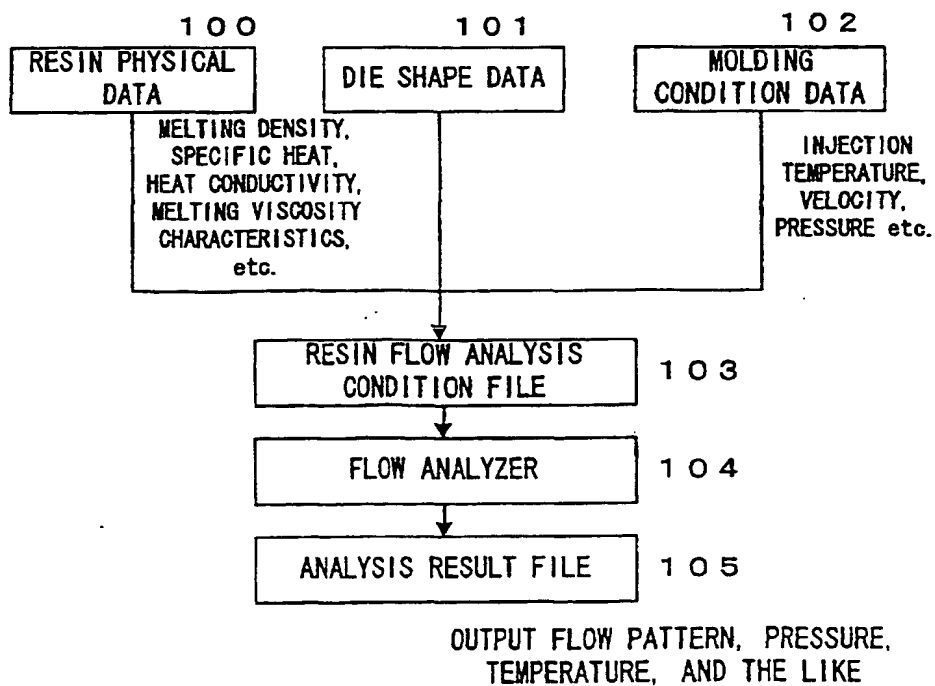 100
RESIN PHYSICAL
DATA
101
DIE SHAPE DATA
102
MOLDING
CONDITION DATA
MELTING DENSITY,
SPECIFIC HEAT,
HEAT CONDUCTIVITY,
MELTING VISCOSITY
CHARACTERISTICS,
etc.
INJECTION
TEMPERATURE,
VELOCITY,
PRESSURE etc.
RESIN FLOW ANALYSIS
CONDITION FILE
103
FLOW ANALYZER
104
ANALYSIS RESULT FILE
105
OUTPUT FLOW PATTERN, PRESSURE,
TEMPERATURE, AND THE LIKE